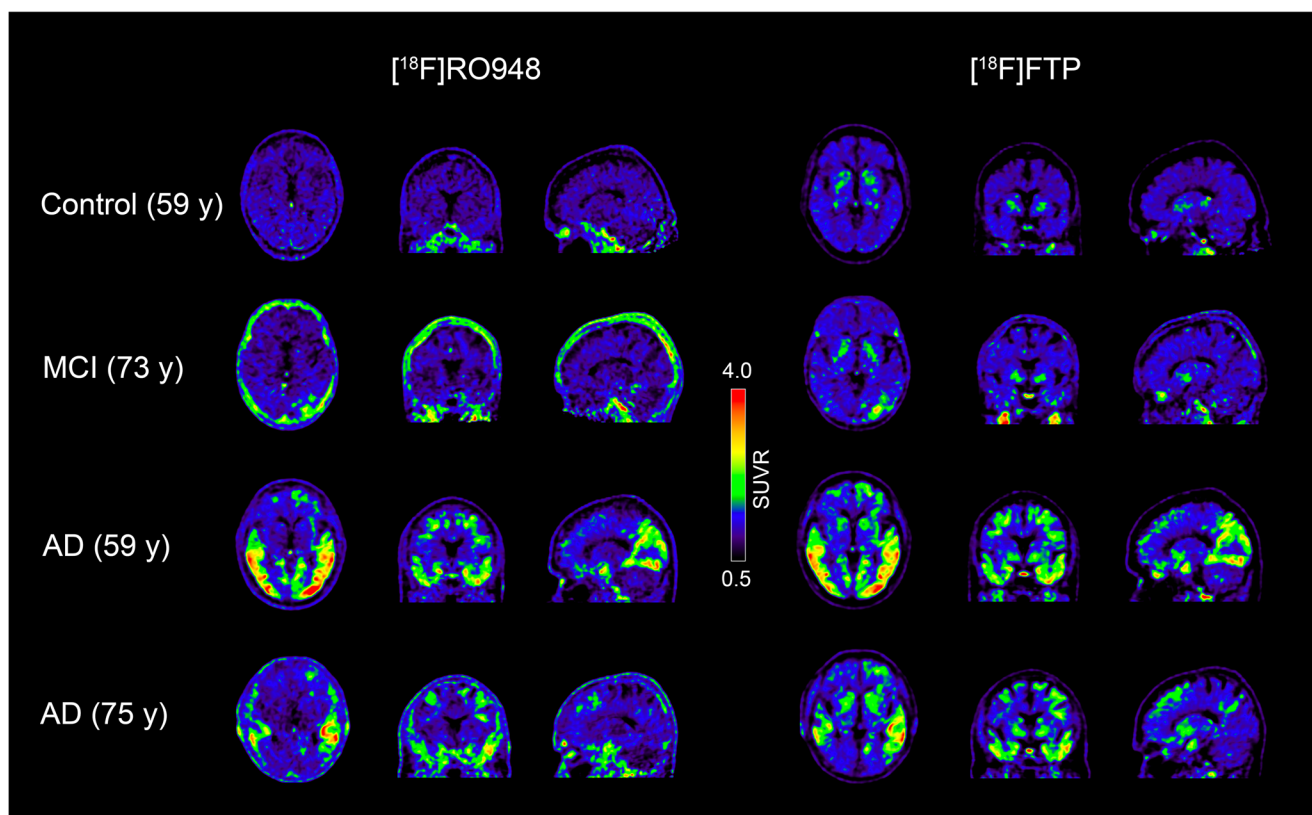 [¹⁸F]RO948
[¹⁸F]FTP
Control (59 y)
MCI (73 y)
4.0
SUVR
0.5
AD (59 y)
AD (75 y)